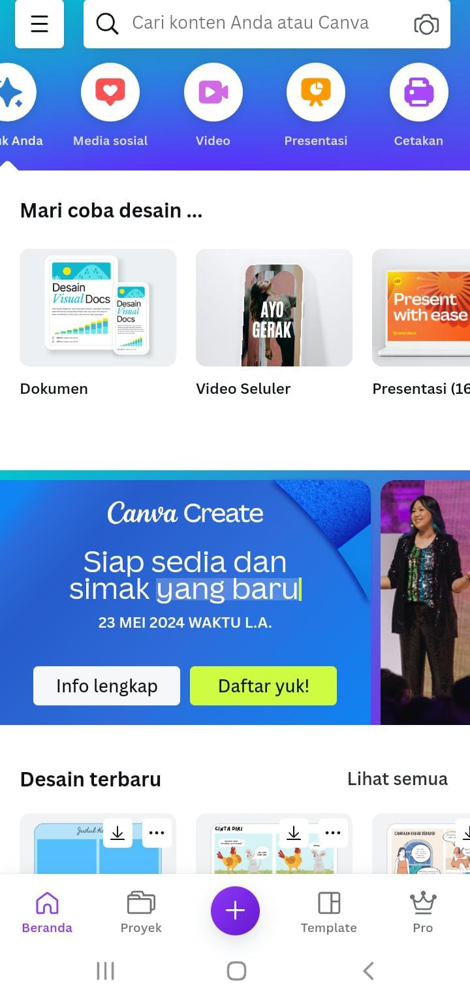 Cari konten Anda atau Canva
uk Anda
Media sosial
Video
Presentasi
Cetakan
Mari coba desain ...
Desain
Visual Docs
Desain
Visual
Docs
AYO
GERAK
Present
with ease
Brand deck
Dokumen
Video Seluler
Presentasi (16
Canva Create
Siap sedia dan
simak yang baru
23 MEI 2024 WAKTU L.A.
Info lengkap
Daftar yuk!
Desain terbaru
Lihat semua
Judul
CINTA DIRI
CANDAAN KAKAK BERADIK
Beranda
Proyek
Template
Pro